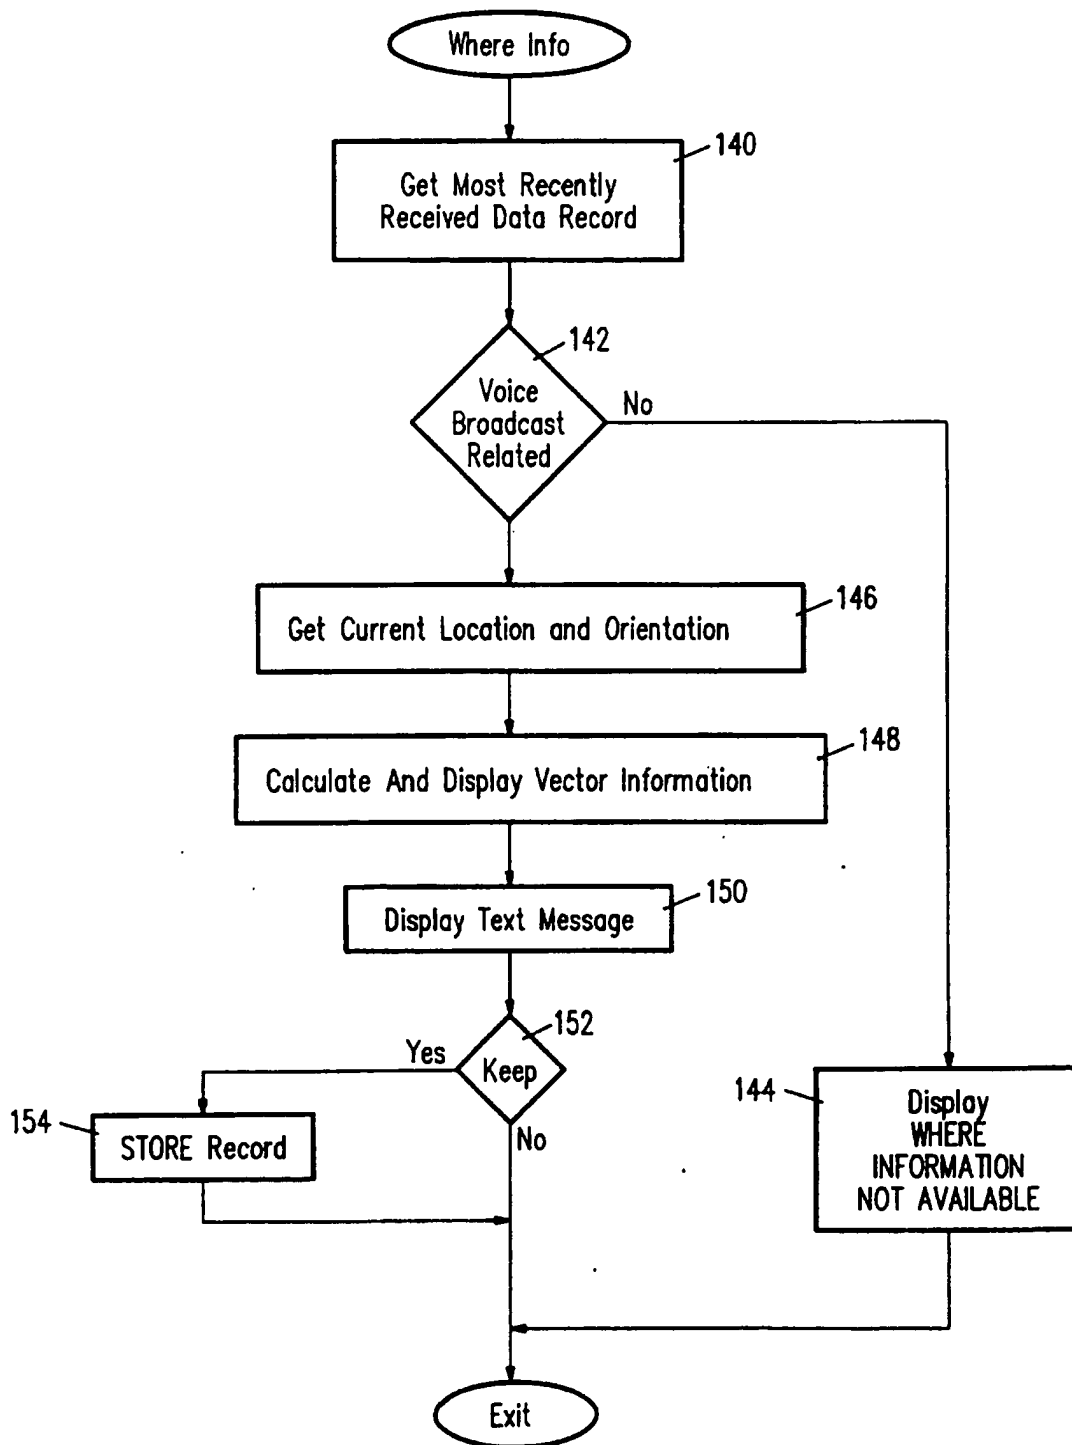 Where Info
140
Get Most Recently
Received Data Record
142
Voice
Broadcast
Related
No
146
Get Current Location and Orientation
148
Calculate And Display Vector Information
150
Display Text Message
152
Yes
Keep
No
154
STORE Record
144
Display
WHERE
INFORMATION
NOT AVAILABLE
Exit